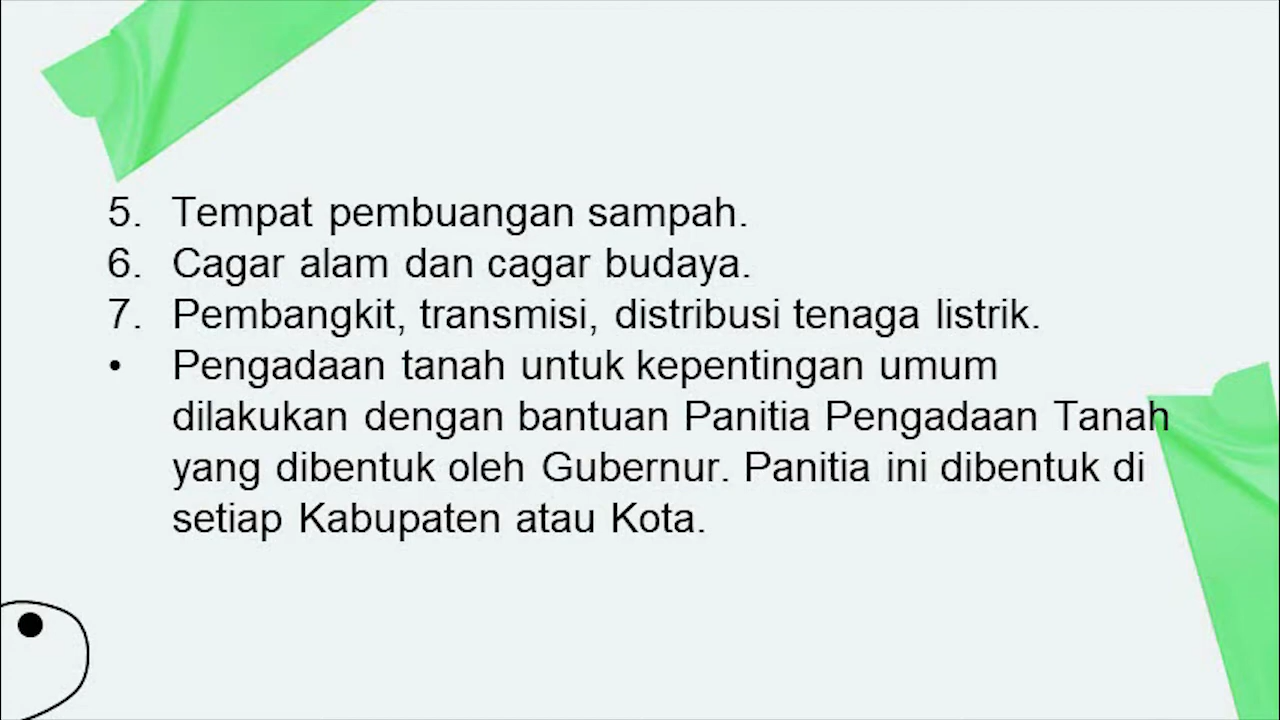 5. Tempat pembuangan sampah.
6. Cagar alam dan cagar budaya.
7. Pembangkit, transmisi, distribusi tenaga listrik.
• Pengadaan tanah untuk kepentingan umum
dilakukan dengan bantuan Panitia Pengadaan Tanah
yang dibentuk oleh Gubernur. Panitia ini dibentuk di
setiap Kabupaten atau Kota.